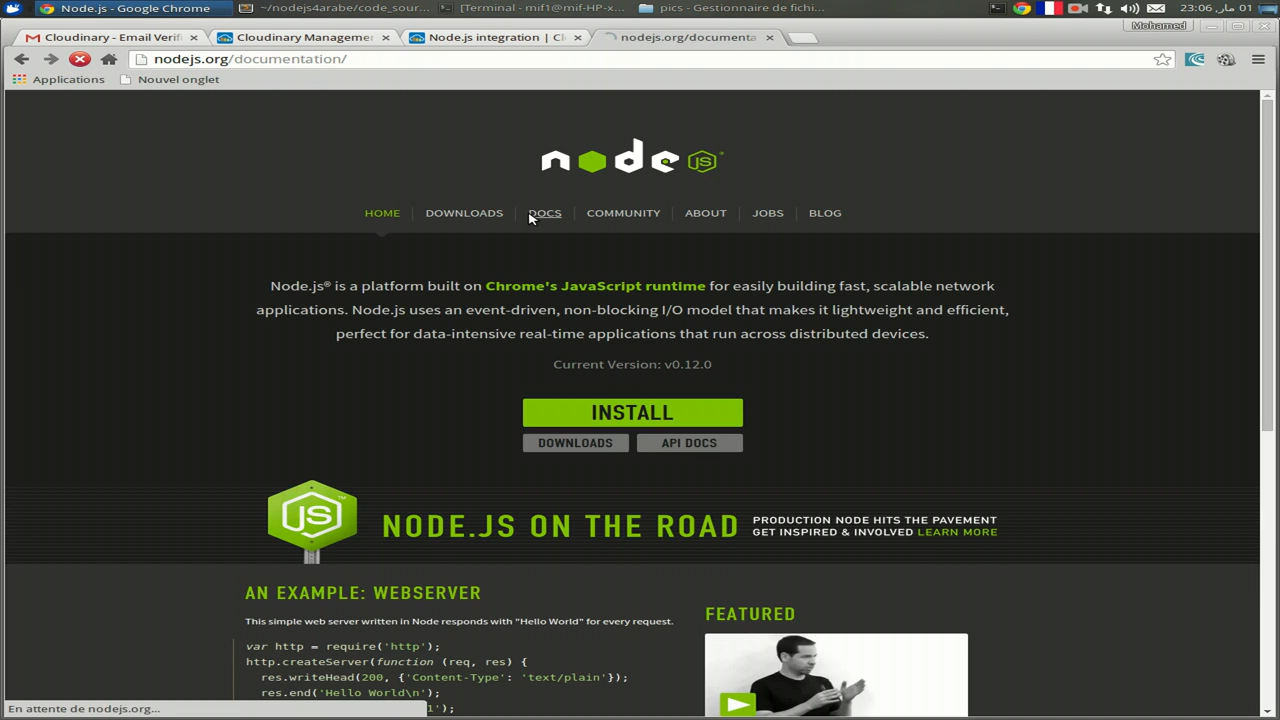 Node.js - Google Chrome
~/nodejs4arabe/code_sour...
[Terminal - mif1@mif-HP-x...
pics - Gestionnaire de fichi...
01 مار, 23:06
Mohamed
Cloudinary - Email Verifi
Cloudinary Manageme
Node.js integration | Cl
nodejs.org/documenta
nodejs.org/documentation/
Applications
Nouvel onglet
node JS
HOME
DOWNLOADS
DOCS
COMMUNITY
ABOUT
JOBS
BLOG
Node.js® is a platform built on Chrome's JavaScript runtime for easily building fast, scalable network
applications. Node.js uses an event-driven, non-blocking I/O model that makes it lightweight and efficient,
perfect for data-intensive real-time applications that run across distributed devices.
Current Version: v0.12.0
INSTALL
DOWNLOADS
API DOCS
JS™
NODE.JS ON THE ROAD
PRODUCTION NODE HITS THE PAVEMENT
GET INSPIRED & INVOLVED LEARN MORE
AN EXAMPLE: WEBSERVER
This simple web server written in Node responds with "Hello World" for every request.
var http = require('http');
http.createServer(function (req, res) {
res.writeHead(200, {'Content-Type': 'text/plain'});
res.end('Hello World\n');
1');
FEATURED
En attente de nodejs.org...